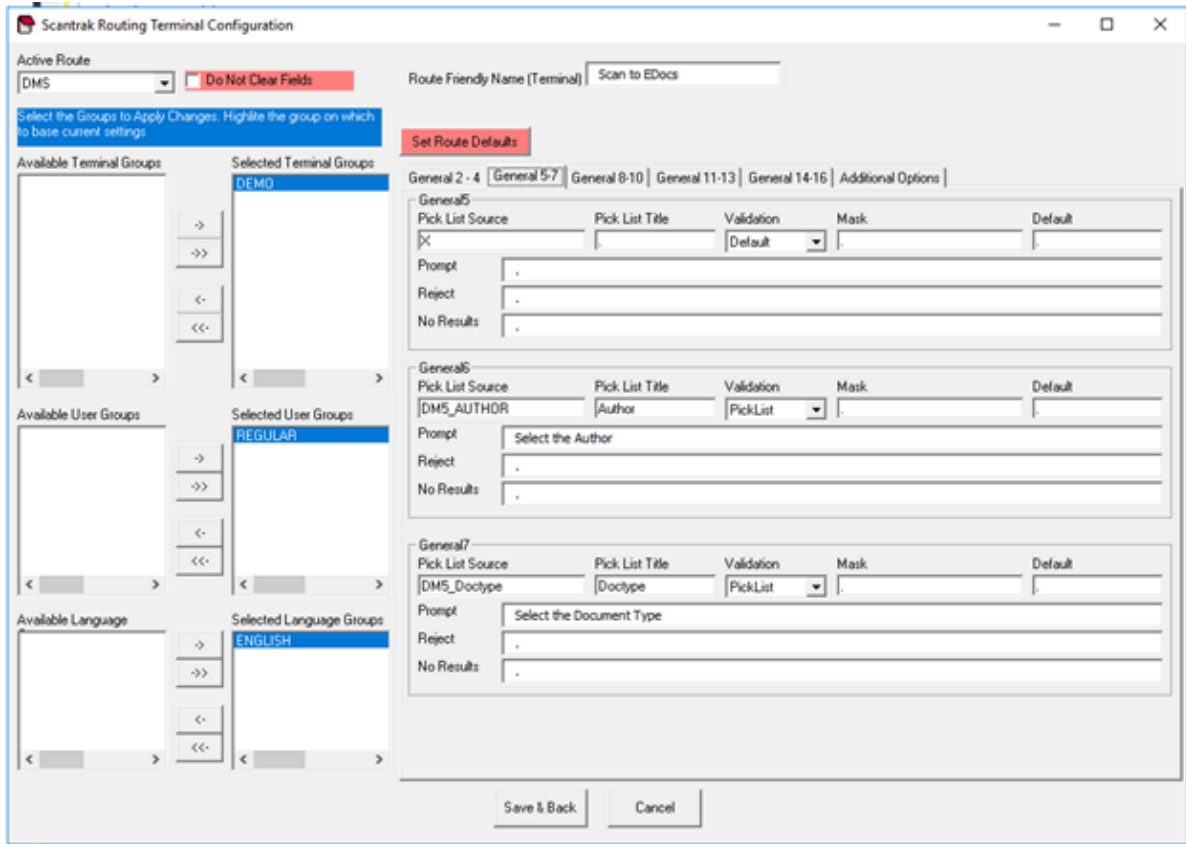 Scantrak Routing Terminal Configuration
Active Route
DMS
Do Not Clear Fields
Route Friendly Name (Terminal)
Scan to EDocs
Select the Groups to Apply Changes. Highlite the group on which
to base current settings
Set Route Defaults
Available Terminal Groups
Selected Terminal Groups
DEMO
->
->>
<-
<<-
General 2 - 4
General 5-7
General 8-10
General 11-13
General 14-16
Additional Options
General5
Pick List Source
Pick List Title
Validation
Mask
Default
X
.
Default
.
.
Prompt
.
Reject
.
No Results
.
General6
Pick List Source
Pick List Title
Validation
Mask
Default
DM5_AUTHOR
Author
PickList
.
.
Prompt
Select the Author
Reject
.
No Results
.
Available User Groups
Selected User Groups
REGULAR
->
->>
<-
<<-
General7
Pick List Source
Pick List Title
Validation
Mask
Default
DM5_Doctype
Doctype
PickList
.
.
Prompt
Select the Document Type
Reject
.
No Results
.
Available Language
Selected Language Groups
ENGLISH
->
->>
<-
<<-
Save & Back
Cancel